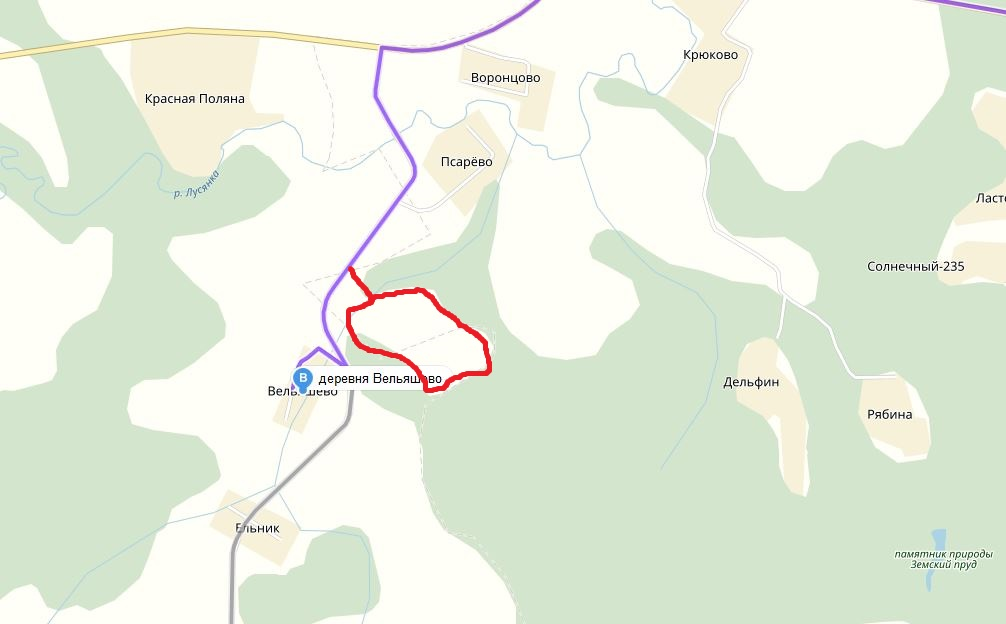 Крюково
Воронцово
Красная Поляна
Псарёво
р. Лусянка
Ласто
Солнечный-235
B
деревня Вельяшево
Вельяшево
Дельфин
Рябина
Ельник
памятник природы
Земский пруд